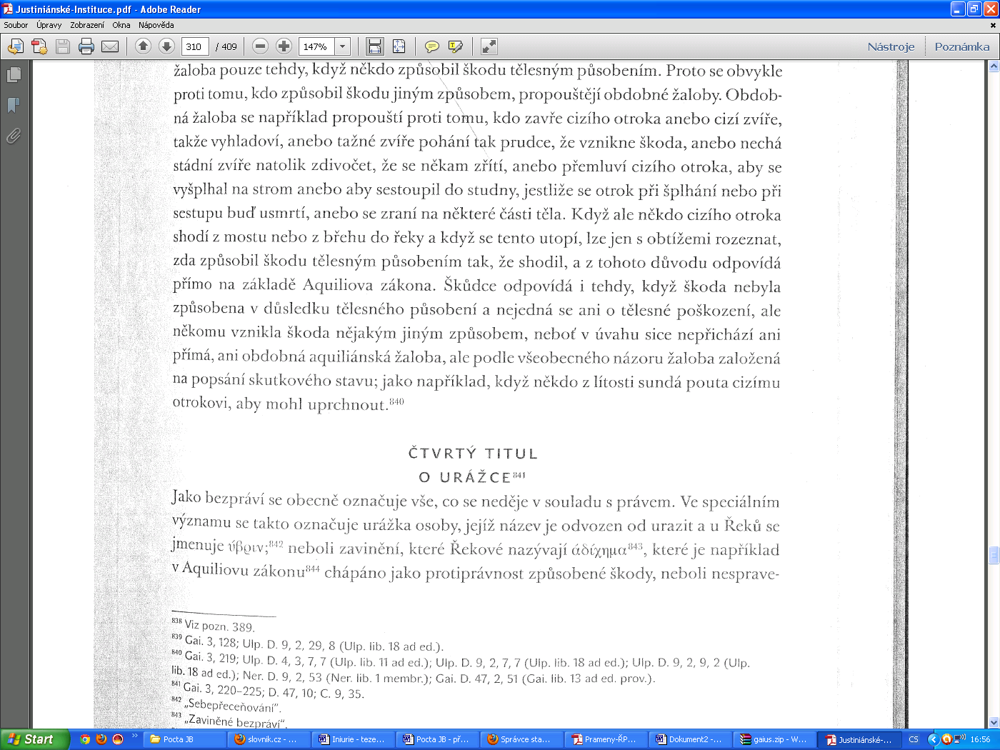 Justiniánské-Instituce.pdf - Adobe Reader
Soubor Úpravy Zobrazení Okna Nápověda
310 / 409 147% Nástroje Poznámka
žaloba pouze tehdy, když někdo způsobil škodu tělesným působením. Proto se obvykle
proti tomu, kdo způsobil škodu jiným způsobem, propouštějí obdobné žaloby. Obdob-
ná žaloba se například propouští proti tomu, kdo zavře cizího otroka anebo cizí zvíře,
takže vyhladoví, anebo tažné zvíře pohání tak prudce, že vznikne škoda, anebo nechá
stádní zvíře natolik zdivočet, že se někam zřítí, anebo přemluví cizího otroka, aby se
vyšplhal na strom anebo aby sestoupil do studny, jestliže se otrok při šplhání nebo při
sestupu buď usmrtí, anebo se zraní na některé části těla. Když ale někdo cizího otroka
shodí z mostu nebo z břehu do řeky a když se tento utopí, lze jen s obtížemi rozeznat,
zda způsobil škodu tělesným působením tak, že shodil, a z tohoto důvodu odpovídá
přímo na základě Aquiliova zákona. Škůdce odpovídá i tehdy, když škoda nebyla
způsobena v důsledku tělesného působení a nejedná se ani o tělesné poškození, ale
někomu vznikla škoda nějakým jiným způsobem, neboť v úvahu sice nepřichází ani
přímá, ani obdobná aquiliánská žaloba, ale podle všeobecného názoru žaloba založená
na popsání skutkového stavu; jako například, když někdo z lítosti sundá pouta cizímu
otrokovi, aby mohl uprchnout.840
ČTVRTÝ TITUL
O URÁŽCE841
Jako bezpráví se obecně označuje vše, co se neděje v souladu s právem. Ve speciálním
významu se takto označuje urážka osoby, jejíž název je odvozen od urazit a u Řeků se
jmenuje ύβριν;842 neboli zavinění, které Řekové nazývají άδίχημα843, které je například
v Aquiliovu zákonu844 chápáno jako protiprávnost způsobené škody, neboli nesprave-
838 Viz pozn. 389.
839 Gai. 3, 128; Ulp. D. 9, 2, 29, 8 (Ulp. lib. 18 ad ed.).
840 Gai. 3, 219; Ulp. D. 4, 3, 7, 7 (Ulp. lib. 11 ad ed.); Ulp. D. 9, 2, 7, 7 (Ulp. lib. 18 ad ed.); Ulp. D. 9, 2, 9, 2 (Ulp.
lib. 18 ad ed.); Ner. D. 9, 2, 53 (Ner. lib. 1 membr.); Gai. D. 47, 2, 51 (Gai. lib. 13 ad ed. prov.).
841 Gai. 3, 220–225; D. 47, 10; C. 9, 35.
842 „Sebepřeceňování".
843 „Zaviněné bezpráví".
Start Pocta JB slovnik.cz - ... Iniurie - teze... Pocta JB - př... Správce sta... Prameny-ŘP... Dokument2 -... gaius.zip - W... Justiniánské-... CS 16:56